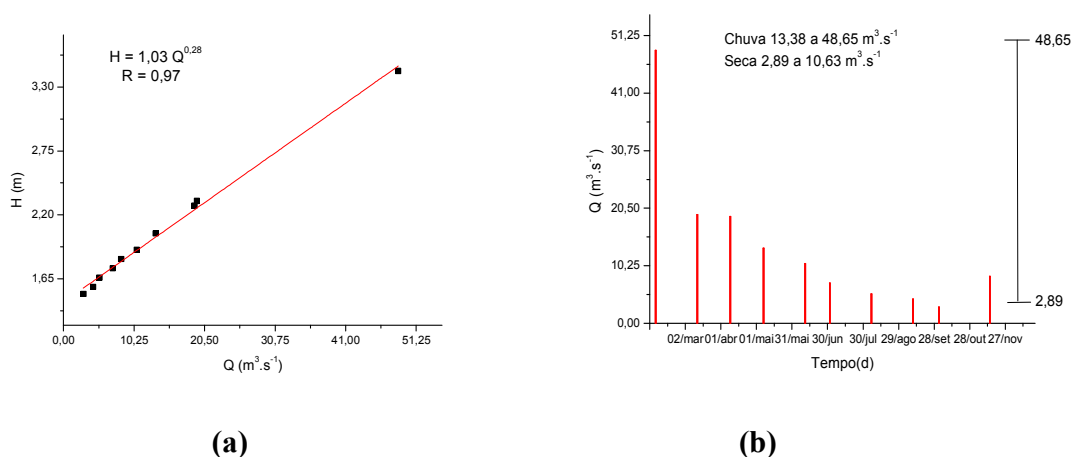 H = 1,03 Q^0,28
R = 0,97
3,30
2,75
2,20
1,65
H (m)
0,00 10,25 20,50 30,75 41,00 51,25
Q (m³.s⁻¹)
(a)
Chuva 13,38 a 48,65 m³.s⁻¹
Seca 2,89 a 10,63 m³.s⁻¹
48,65
2,89
51,25
41,00
30,75
20,50
10,25
0,00
Q (m³.s⁻¹)
02/mar 01/abr 01/mai 31/mai 30/jun 30/jul 29/ago 28/set 28/out 27/nov
Tempo(d)
(b)